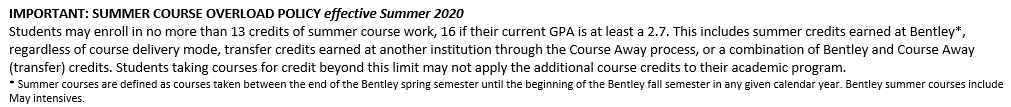 IMPORTANT: SUMMER COURSE OVERLOAD POLICY effective Summer 2020
Students may enroll in no more than 13 credits of summer course work, 16 if their current GPA is at least a 2.7. This includes summer credits earned at Bentley*,
regardless of course delivery mode, transfer credits earned at another institution through the Course Away process, or a combination of Bentley and Course Away
(transfer) credits. Students taking courses for credit beyond this limit may not apply the additional course credits to their academic program.
* Summer courses are defined as courses taken between the end of the Bentley spring semester until the beginning of the Bentley fall semester in any given calendar year. Bentley summer courses include
May intensives.